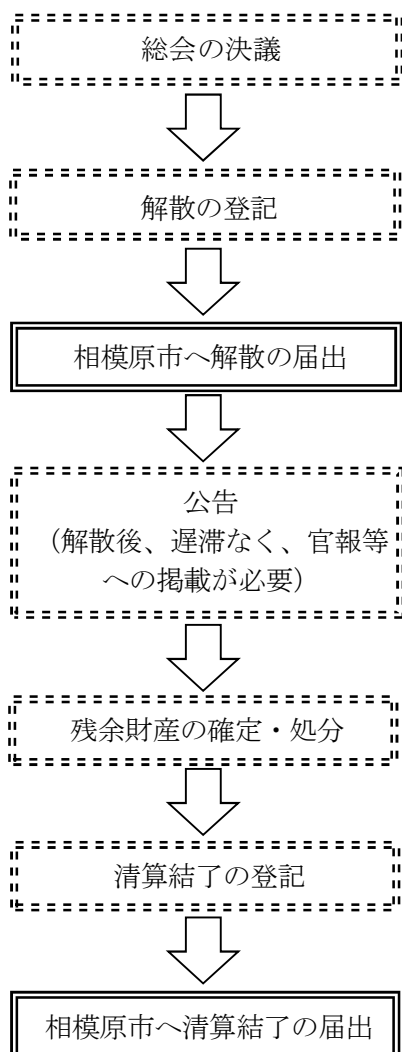 総会の決議
解散の登記
相模原市へ解散の届出
公告
（解散後、遅滞なく、官報等
への掲載が必要）
残余財産の確定・処分
清算結了の登記
相模原市へ清算結了の届出